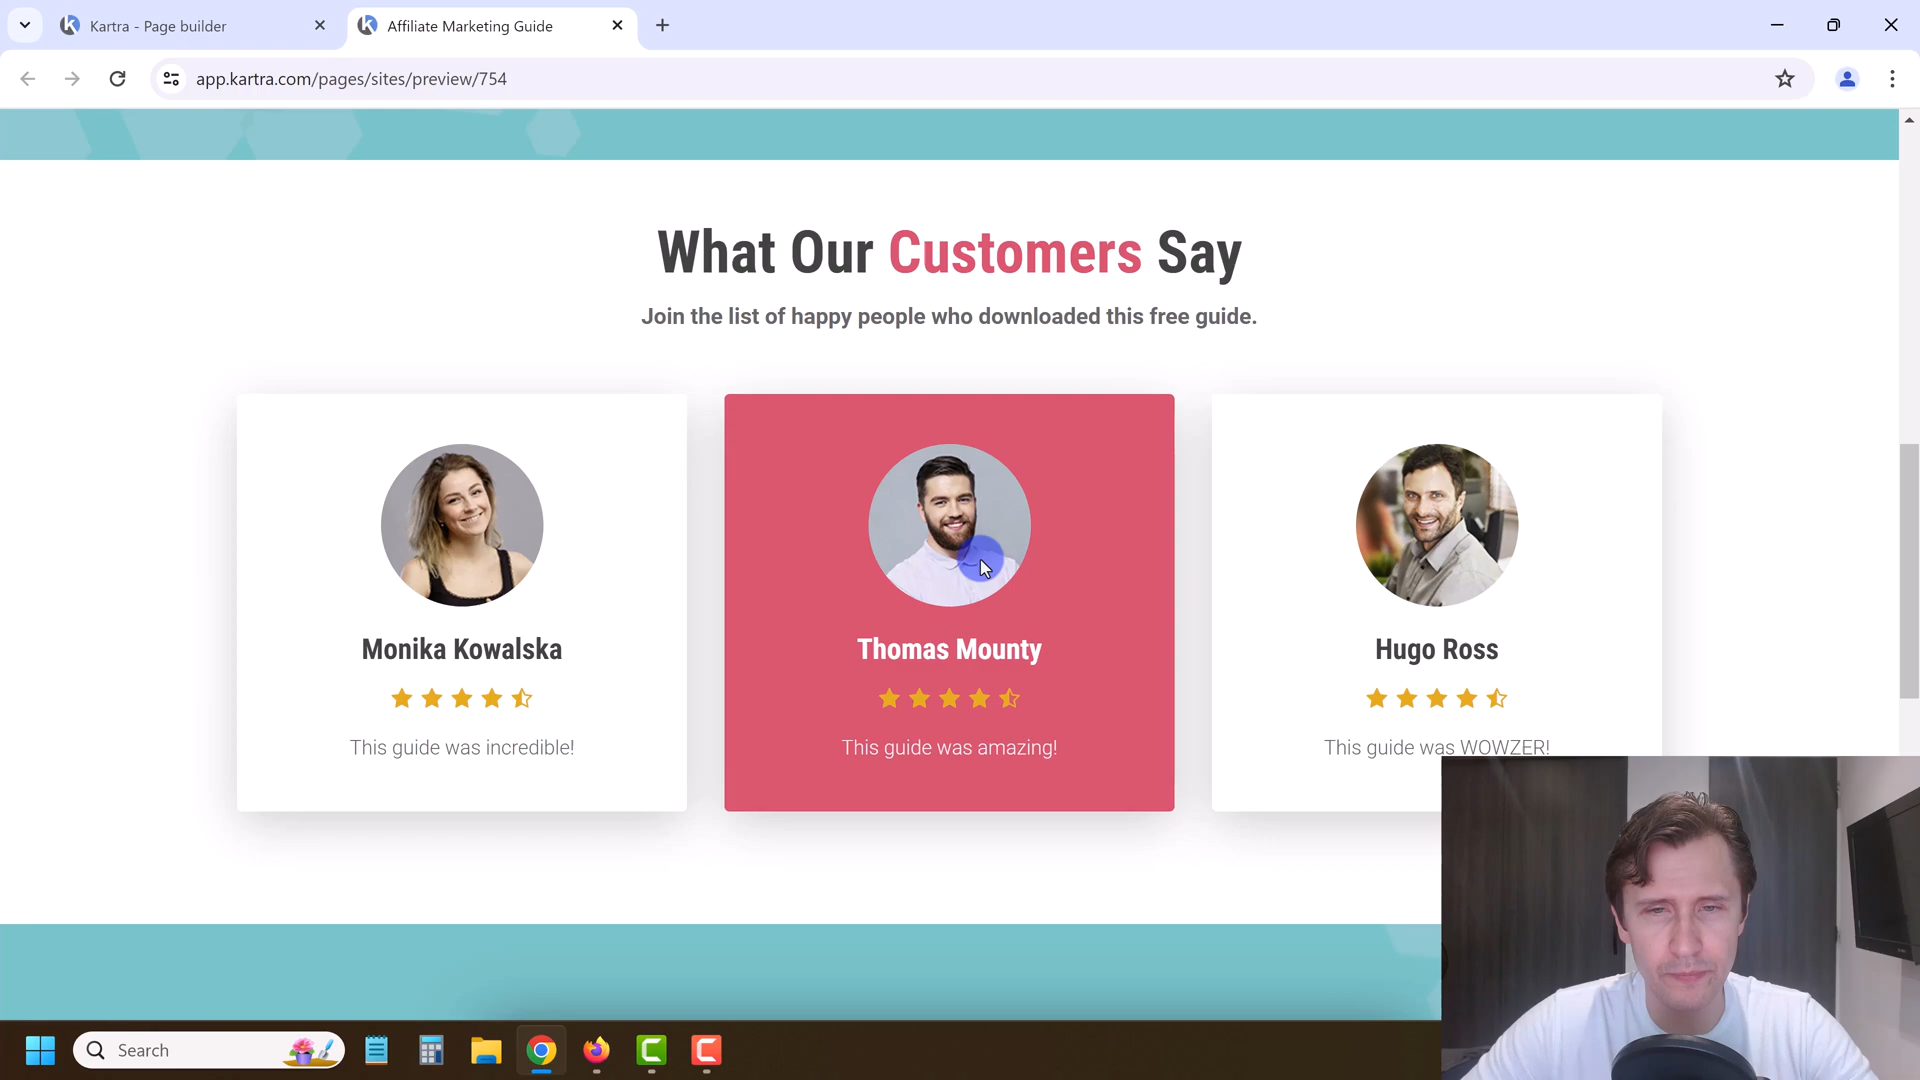 Kartra - Page builder
Affiliate Marketing Guide
app.kartra.com/pages/sites/preview/754
What Our Customers Say
Join the list of happy people who downloaded this free guide.
Monika Kowalska
This guide was incredible!
Thomas Mounty
This guide was amazing!
Hugo Ross
This guide was WOWZER!
Search